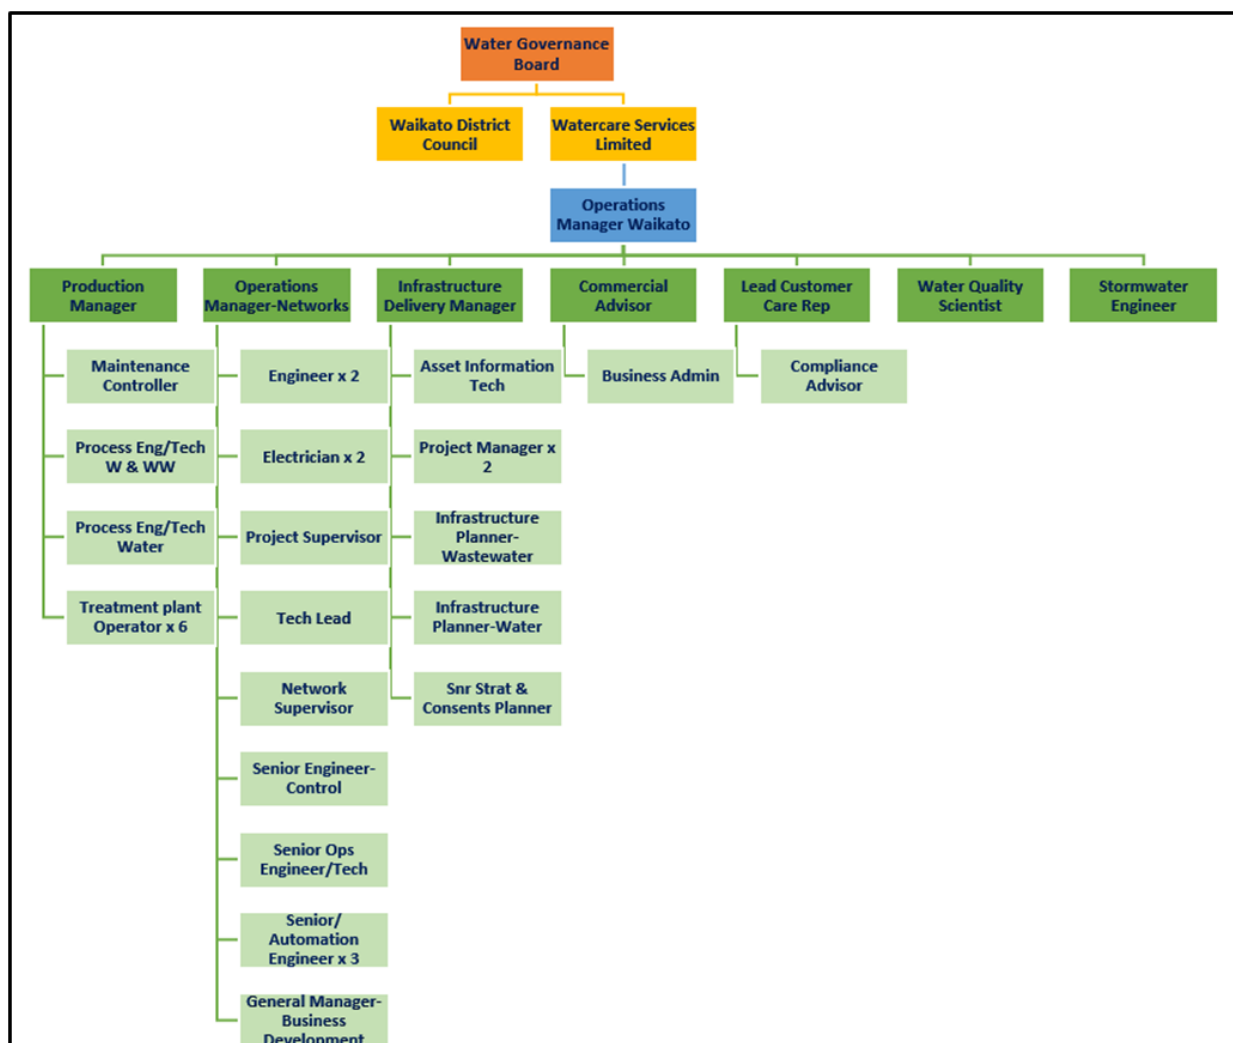 Water Governance
Board
Waikato District
Council
Watercare Services
Limited
Operations
Manager Waikato
Production
Manager
Operations
Manager-Networks
Infrastructure
Delivery Manager
Commercial
Advisor
Lead Customer
Care Rep
Water Quality
Scientist
Stormwater
Engineer
Maintenance
Controller
Process Eng/Tech
W & WW
Process Eng/Tech
Water
Treatment plant
Operator x 6
Engineer x 2
Electrician x 2
Project Supervisor
Tech Lead
Network
Supervisor
Senior Engineer-
Control
Senior Ops
Engineer/Tech
Senior/
Automation
Engineer x 3
General Manager-
Business
Development
Asset Information
Tech
Project Manager x
2
Infrastructure
Planner-
Wastewater
Infrastructure
Planner-Water
Snr Strat &
Consents Planner
Business Admin
Compliance
Advisor